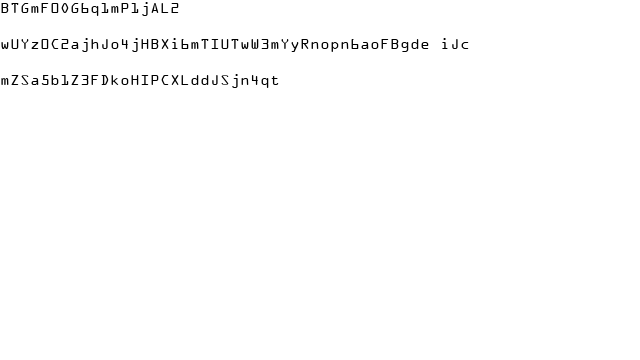 BTGmFO0G6q1mP1jAL2
wUYzOC2ajhJo4jHBXi6mTIUTwW3mYyRnopn6aoFBgde iJc
mZSa5b1Z3FDkoHIPCXLddJSjn4qt